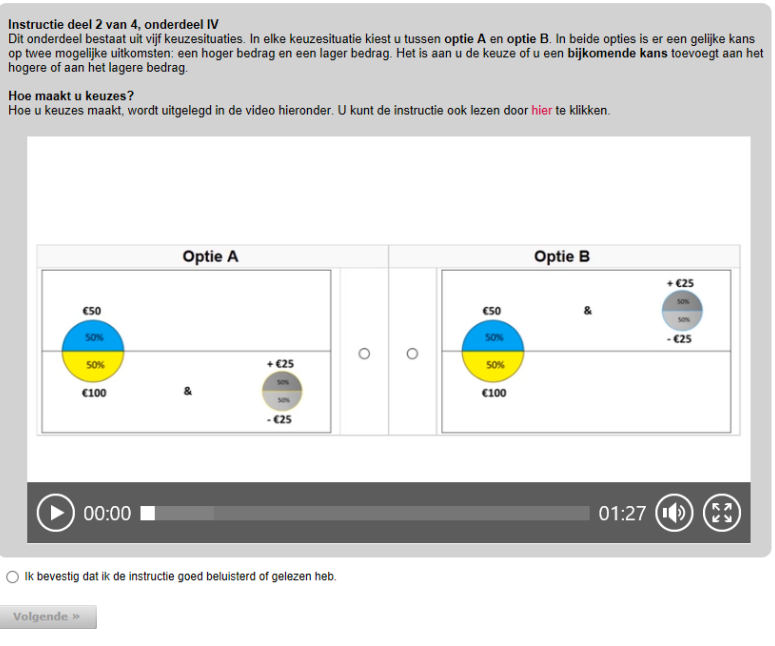 Instructie deel 2 van 4, onderdeel IV
Dit onderdeel bestaat uit vijf keuzesituaties. In elke keuzesituatie kiest u tussen optie A en optie B. In beide opties is er een gelijke kans
op twee mogelijke uitkomsten: een hoger bedrag en een lager bedrag. Het is aan u de keuze of u een bijkomende kans toevoegt aan het
hogere of aan het lagere bedrag.
Hoe maakt u keuzes?
Hoe u keuzes maakt, wordt uitgelegd in de video hieronder. U kunt de instructie ook lezen door hier te klikken.
Optie A
Optie B
€50
50%
50%
€100
&
+ €25
50%
50%
- €25
€50
50%
50%
€100
&
+ €25
50%
50%
- €25
00:00
01:27
Ik bevestig dat ik de instructie goed beluisterd of gelezen heb.
Volgende »